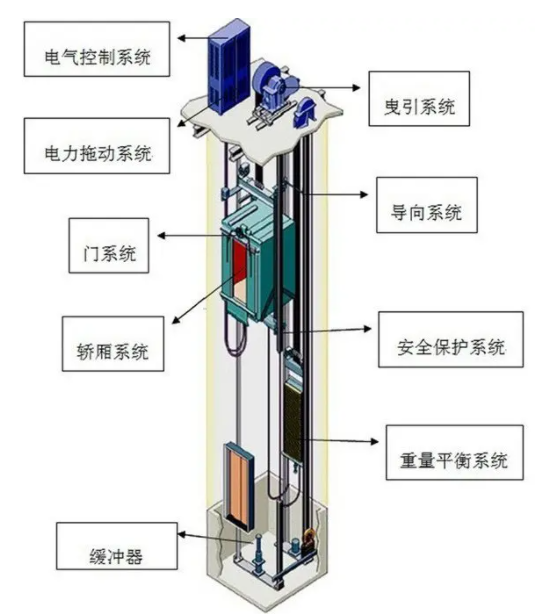 电气控制系统
曳引系统
电力拖动系统
导向系统
门系统
轿厢系统
安全保护系统
重量平衡系统
缓冲器